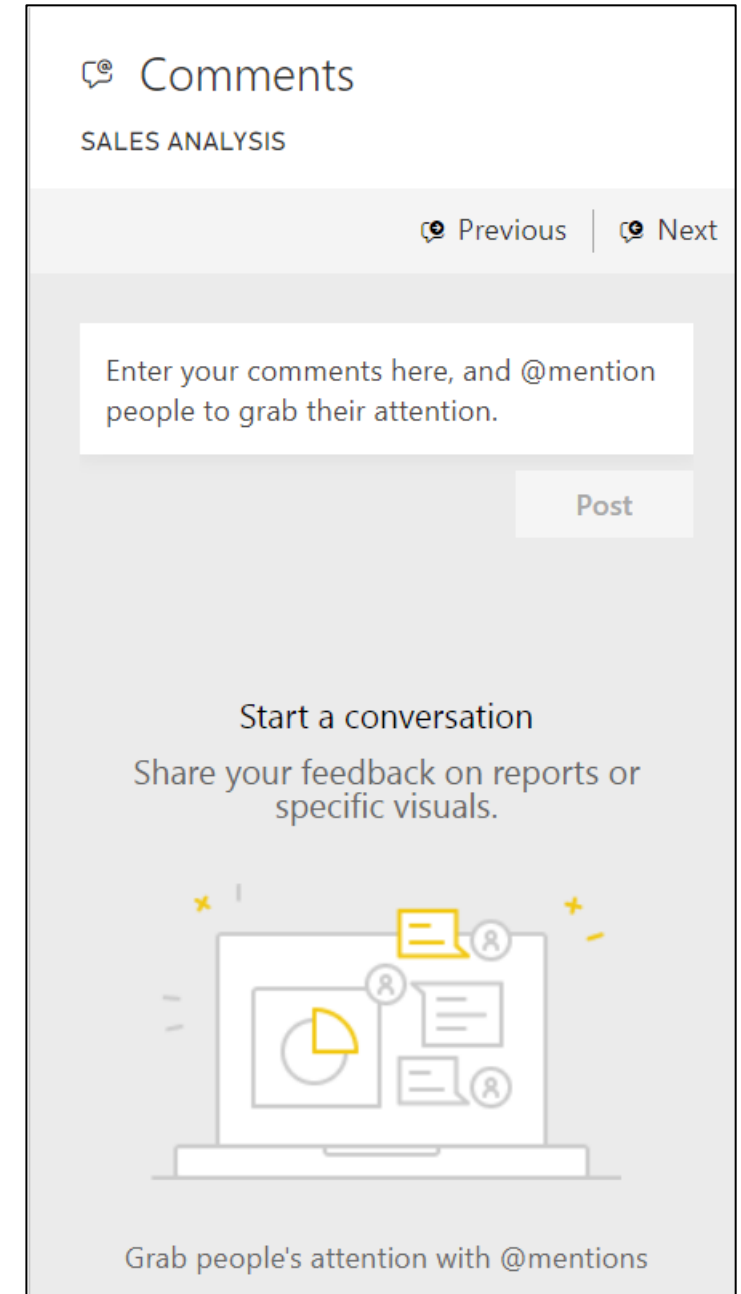 Comments
SALES ANALYSIS
Previous Next
Enter your comments here, and @mention
people to grab their attention.
Post
Start a conversation
Share your feedback on reports or
specific visuals.
Grab people's attention with @mentions